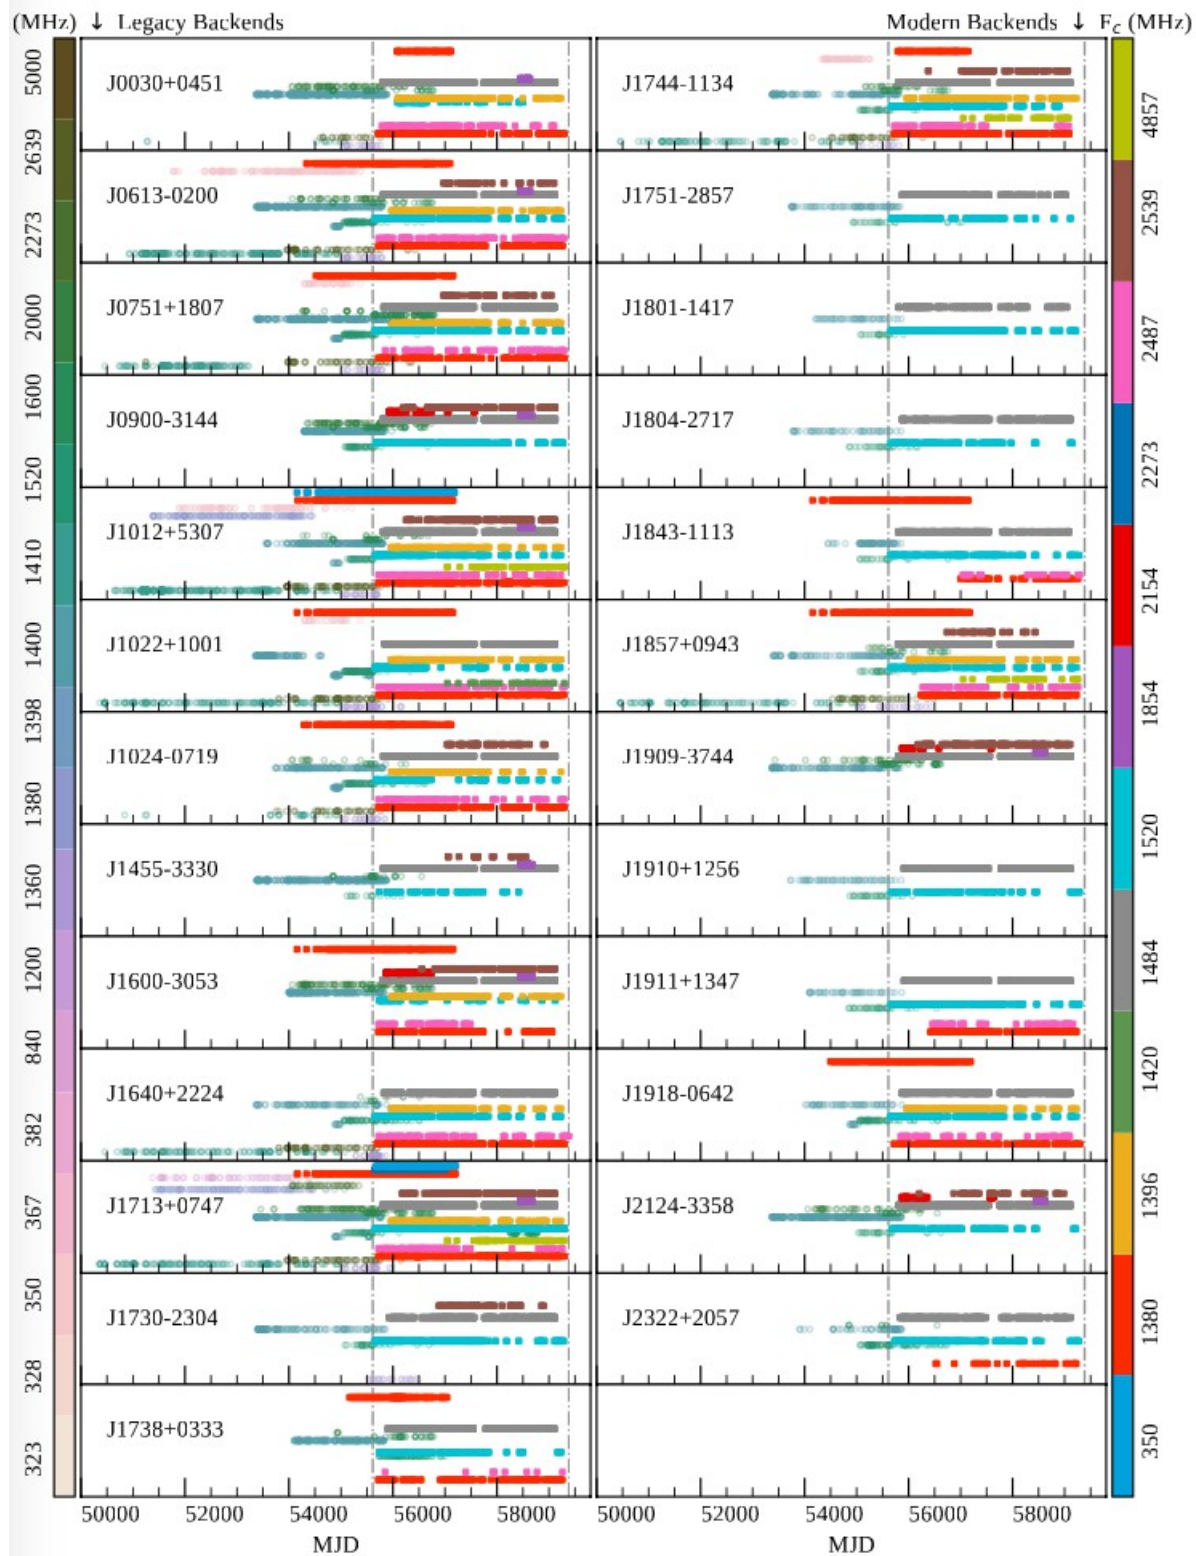 (MHz) ↓ Legacy Backends
Modern Backends ↓ Fc (MHz)
5000
2639
2273
2000
1600
1520
1410
1400
1398
1380
1360
1200
840
382
367
350
328
323
J0030+0451
J0613-0200
J0751+1807
J0900-3144
J1012+5307
J1022+1001
J1024-0719
J1455-3330
J1600-3053
J1640+2224
J1713+0747
J1730-2304
J1738+0333
J1744-1134
J1751-2857
J1801-1417
J1804-2717
J1843-1113
J1857+0943
J1909-3744
J1910+1256
J1911+1347
J1918-0642
J2124-3358
J2322+2057
4857
2539
2487
2273
2154
1854
1520
1484
1420
1396
1380
350
50000 52000 54000 56000 58000
50000 52000 54000 56000 58000
MJD
MJD